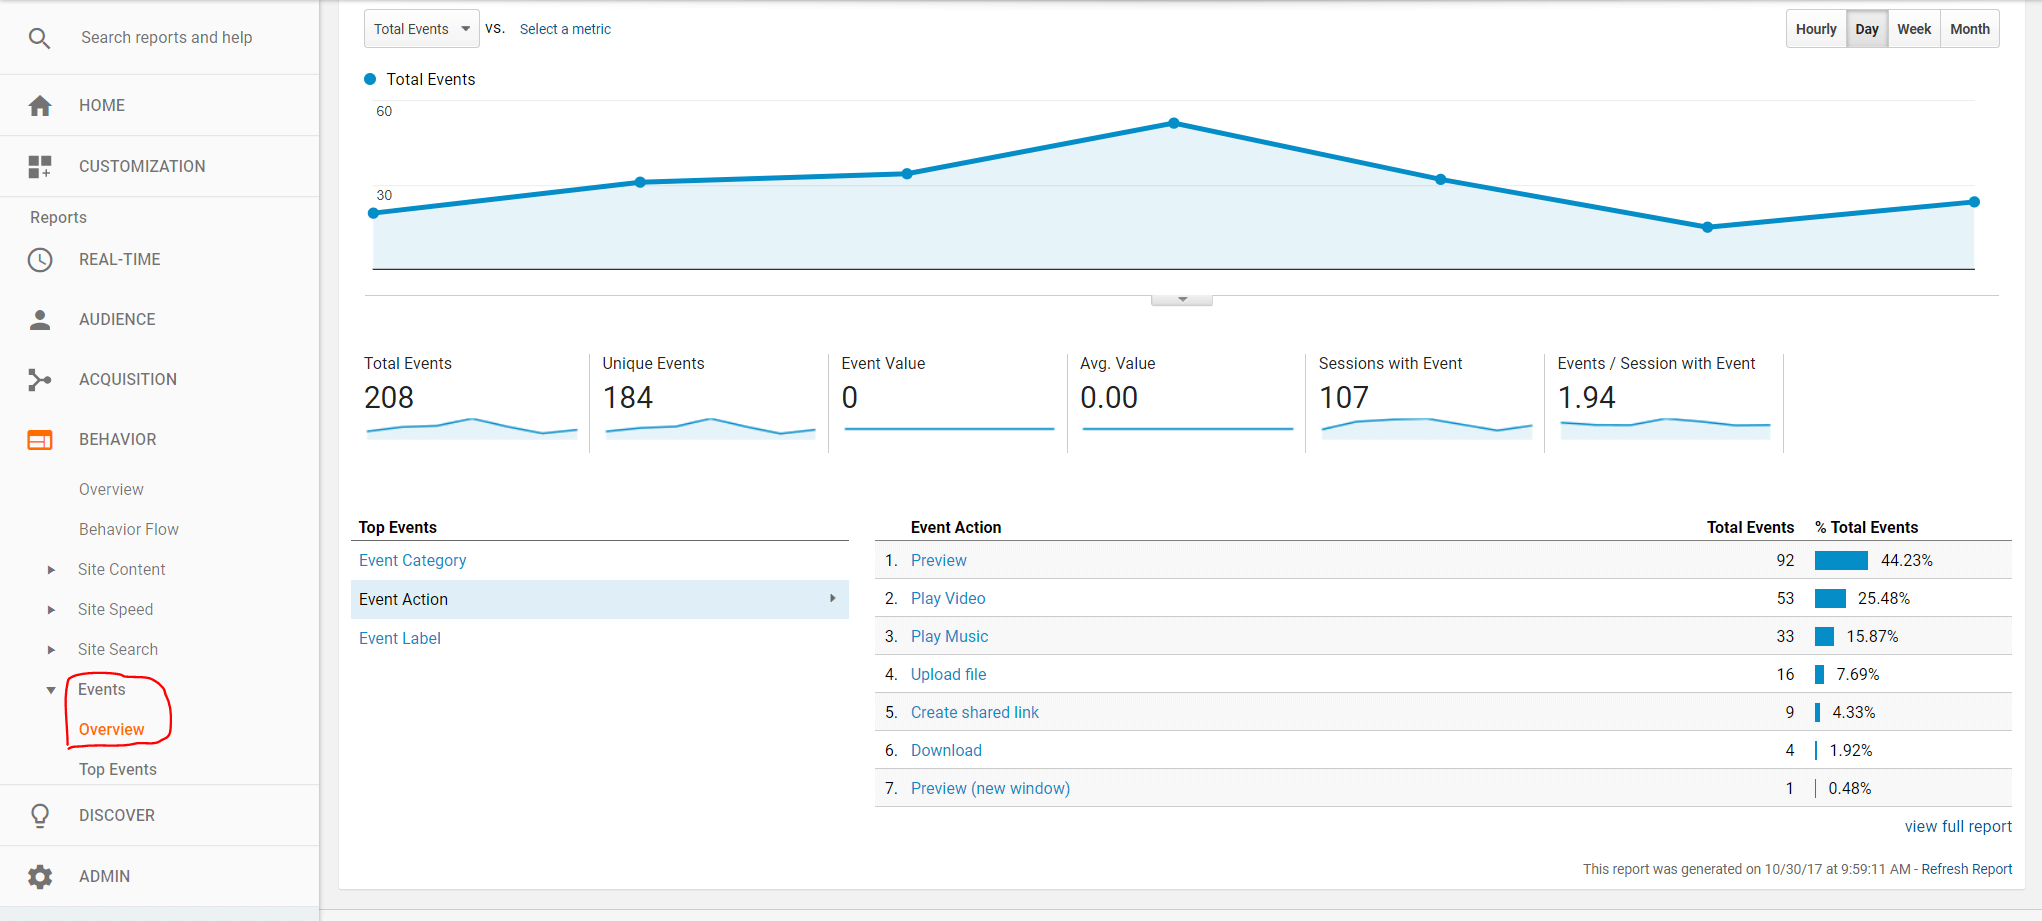 Search reports and help
HOME
CUSTOMIZATION
Reports
REAL-TIME
AUDIENCE
ACQUISITION
BEHAVIOR
Overview
Behavior Flow
Site Content
Site Speed
Site Search
Events
Overview
Top Events
DISCOVER
ADMIN
Total Events VS. Select a metric
Hourly Day Week Month
Total Events
60
30
Total Events
208
Unique Events
184
Event Value
0
Avg. Value
0.00
Sessions with Event
107
Events / Session with Event
1.94
Top Events
Event Category
Event Action
Event Label
Event Action Total Events % Total Events
1. Preview 92 44.23%
2. Play Video 53 25.48%
3. Play Music 33 15.87%
4. Upload file 16 7.69%
5. Create shared link 9 4.33%
6. Download 4 1.92%
7. Preview (new window) 1 0.48%
view full report
This report was generated on 10/30/17 at 9:59:11 AM - Refresh Report